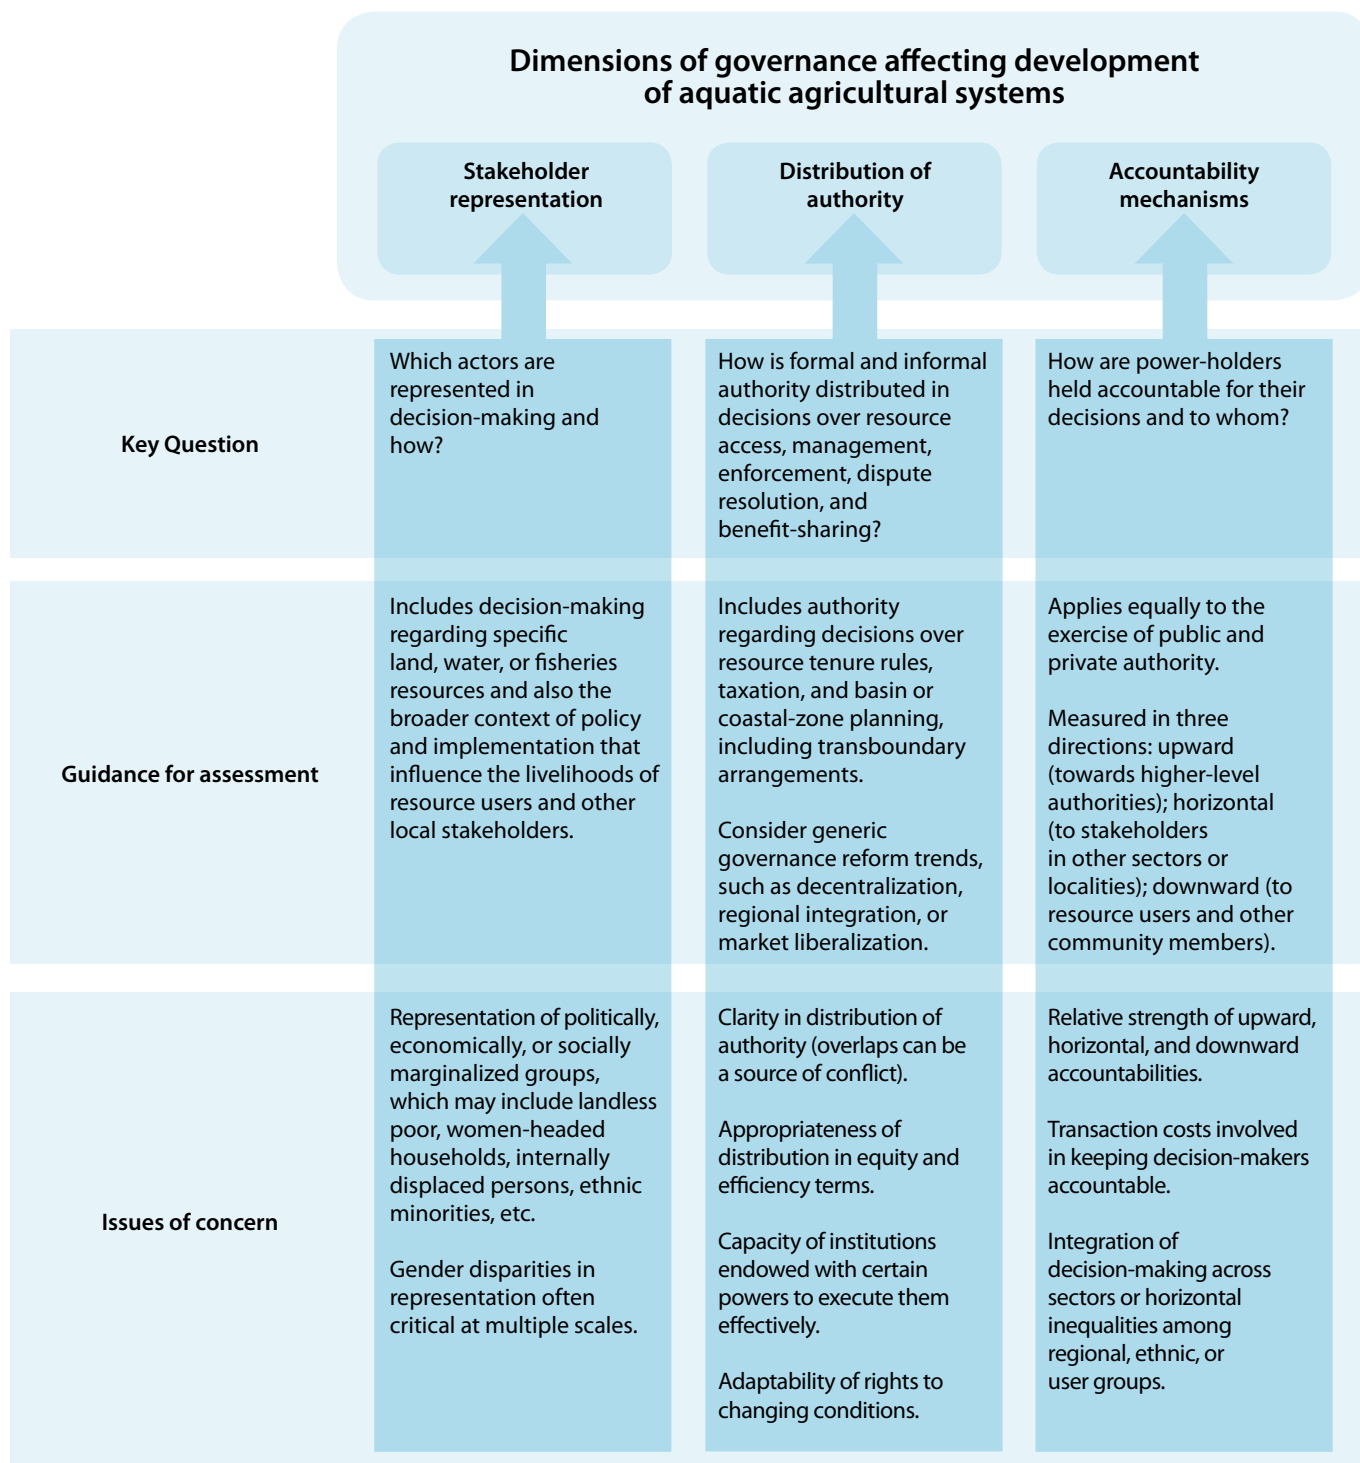 Dimensions of governance affecting development
of aquatic agricultural systems
Stakeholder
representation
Distribution of
authority
Accountability
mechanisms
Key Question
Which actors are
represented in
decision-making and
how?
How is formal and informal
authority distributed in
decisions over resource
access, management,
enforcement, dispute
resolution, and
benefit-sharing?
How are power-holders
held accountable for their
decisions and to whom?
Guidance for assessment
Includes decision-making
regarding specific
land, water, or fisheries
resources and also the
broader context of policy
and implementation that
influence the livelihoods of
resource users and other
local stakeholders.
Includes authority
regarding decisions over
resource tenure rules,
taxation, and basin or
coastal-zone planning,
including transboundary
arrangements.
Consider generic
governance reform trends,
such as decentralization,
regional integration, or
market liberalization.
Applies equally to the
exercise of public and
private authority.
Measured in three
directions: upward
(towards higher-level
authorities); horizontal
(to stakeholders
in other sectors or
localities); downward (to
resource users and other
community members).
Issues of concern
Representation of politically,
economically, or socially
marginalized groups,
which may include landless
poor, women-headed
households, internally
displaced persons, ethnic
minorities, etc.
Gender disparities in
representation often
critical at multiple scales.
Clarity in distribution of
authority (overlaps can be
a source of conflict).
Appropriateness of
distribution in equity and
efficiency terms.
Capacity of institutions
endowed with certain
powers to execute them
effectively.
Adaptability of rights to
changing conditions.
Relative strength of upward,
horizontal, and downward
accountabilities.
Transaction costs involved
in keeping decision-makers
accountable.
Integration of
decision-making across
sectors or horizontal
inequalities among
regional, ethnic, or
user groups.